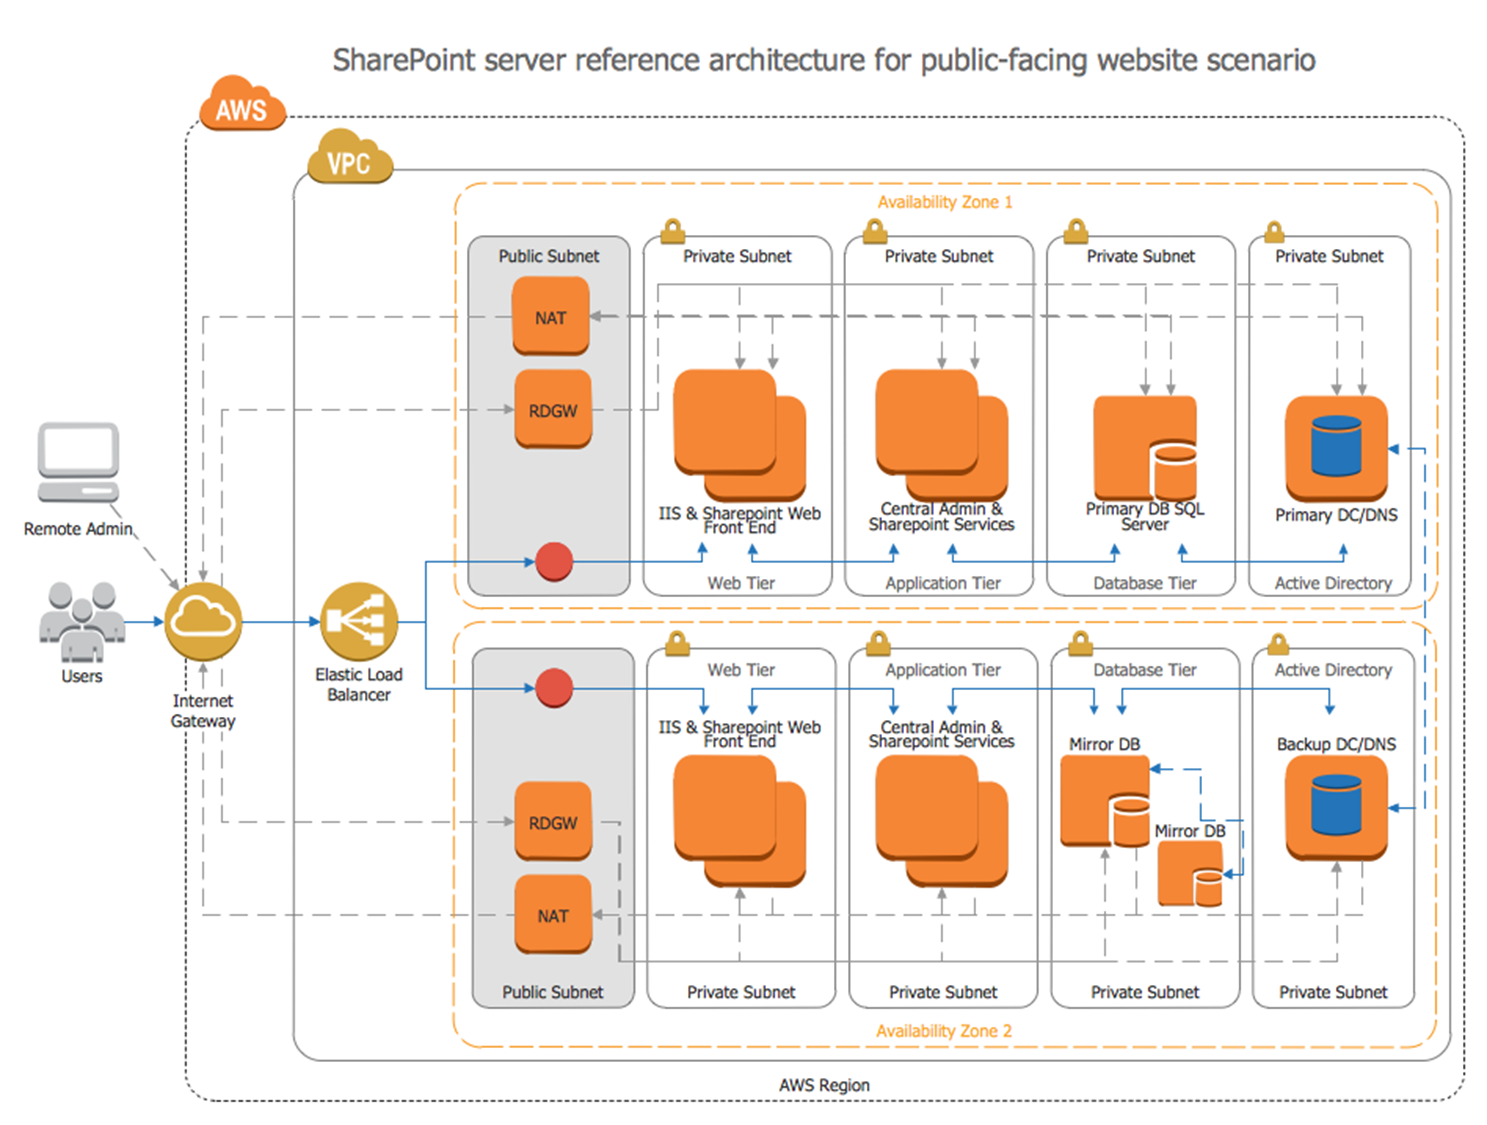 SharePoint server reference architecture for public-facing website scenario
AWS
VPC
Availability Zone 1
Public Subnet
Private Subnet
Private Subnet
Private Subnet
Private Subnet
NAT
RDGW
Remote Admin
IIS & Sharepoint Web
Front End
Central Admin &
Sharepoint Services
Primary DB SQL
Server
Primary DC/DNS
Web Tier
Application Tier
Database Tier
Active Directory
Users
Internet
Gateway
Elastic Load
Balancer
Web Tier
Application Tier
Database Tier
Active Directory
IIS & Sharepoint Web
Front End
Central Admin &
Sharepoint Services
Mirror DB
Backup DC/DNS
RDGW
Mirror DB
NAT
Public Subnet
Private Subnet
Private Subnet
Private Subnet
Private Subnet
Availability Zone 2
AWS Region